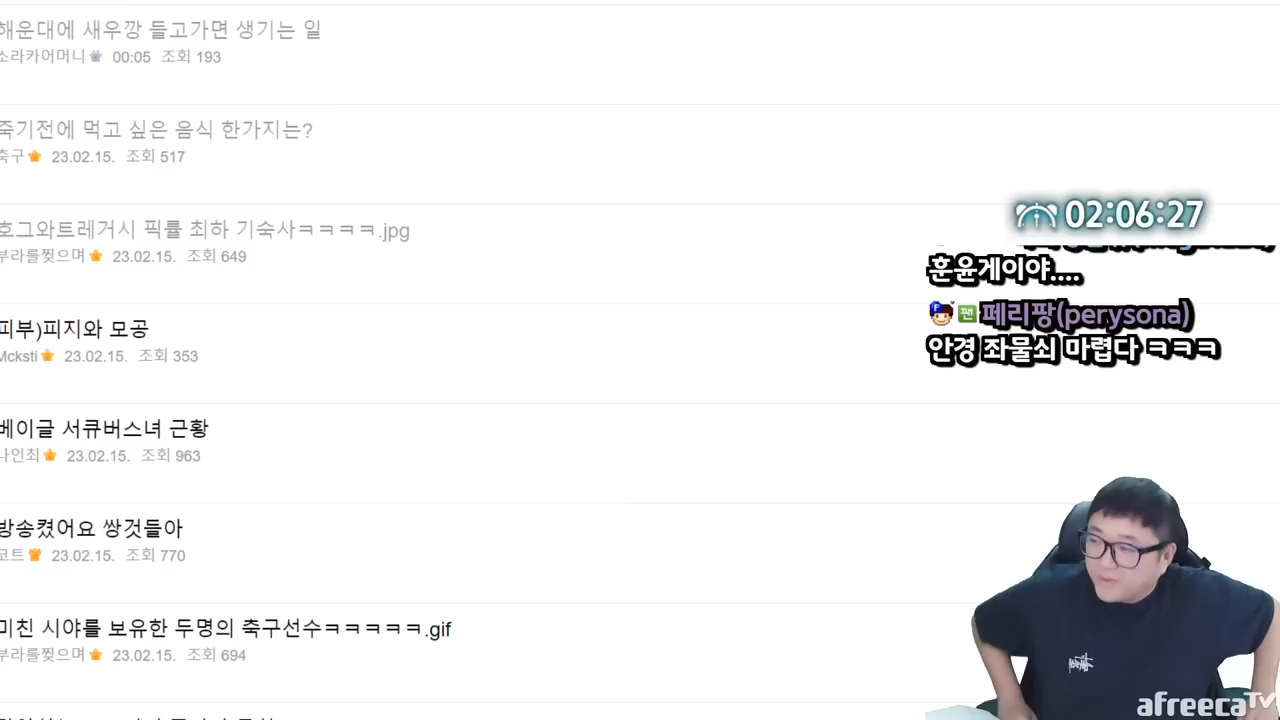 해운대에 새우깡 들고가면 생기는 일
소라카어머니 00:05 조회 193
죽기전에 먹고 싶은 음식 한가지는?
축구 23.02.15. 조회 517
호그와트레거시 픽률 최하 기숙사ㅋㅋㅋㅋ.jpg
부라를찢으며 23.02.15. 조회 649
피부)피지와 모공
Mcksti 23.02.15. 조회 353
베이글 서큐버스녀 근황
나인최 23.02.15. 조회 963
방송켰어요 쌍것들아
코트 23.02.15. 조회 770
미친 시야를 보유한 두명의 축구선수ㅋㅋㅋㅋㅋ.gif
부라를찢으며 23.02.15. 조회 694
02:06:27
훈윤게이야....
F 팬 페리팡(perysona)
안경 좌물쇠 마렵다 ㅋㅋㅋ
afreecaTV